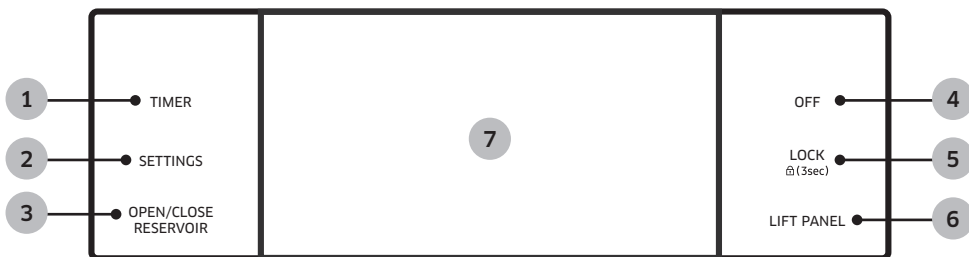 1 TIMER
2 SETTINGS
3 OPEN/CLOSE
RESERVOIR
7
OFF 4
LOCK 5
(3sec)
LIFT PANEL 6